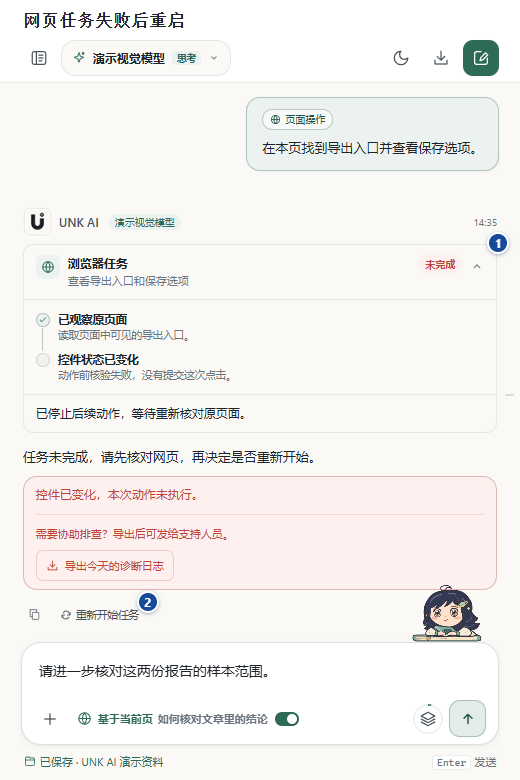 网页任务失败后重启
演示视觉模型 思考
页面操作
在本页找到导出入口并查看保存选项。
UNK AI 演示视觉模型 14:35
1
浏览器任务 未完成
查看导出入口和保存选项
已观察原页面
读取页面中可见的导出入口。
控件状态已变化
动作前核验失败，没有提交这次点击。
已停止后续动作，等待重新核对原页面。
任务未完成，请先核对网页，再决定是否重新开始。
控件已变化，本次动作未执行。
需要协助排查？导出后可发给支持人员。
导出今天的诊断日志
2
重新开始任务
请进一步核对这两份报告的样本范围。
基于当前页 如何核对文章里的结论
已保存 · UNK AI 演示资料 Enter 发送